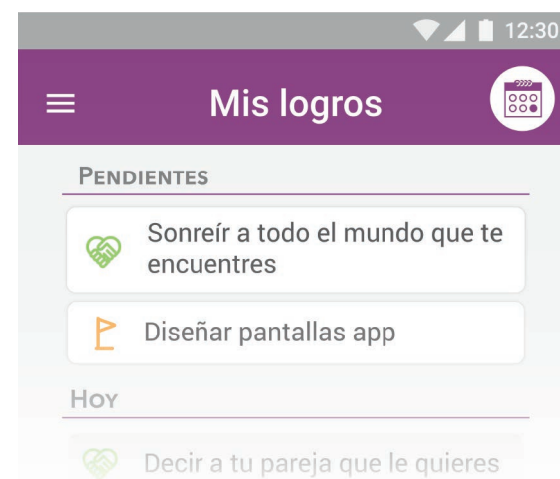 12:30
Mis logros
PENDIENTES
Sonreír a todo el mundo que te
encuentres
Diseñar pantallas app
HOY
Decir a tu pareja que le quieres